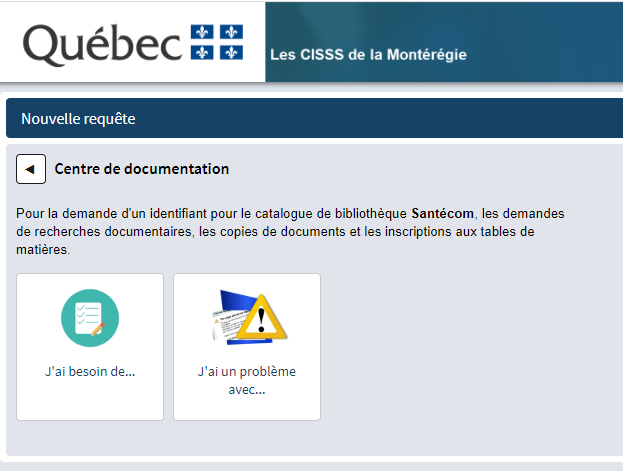 Québec
Les CISSS de la Montérégie
Nouvelle requête
Centre de documentation
Pour la demande d'un identifiant pour le catalogue de bibliothèque Santécom, les demandes
de recherches documentaires, les copies de documents et les inscriptions aux tables de
matières.
J'ai besoin de...
J'ai un problème
avec...